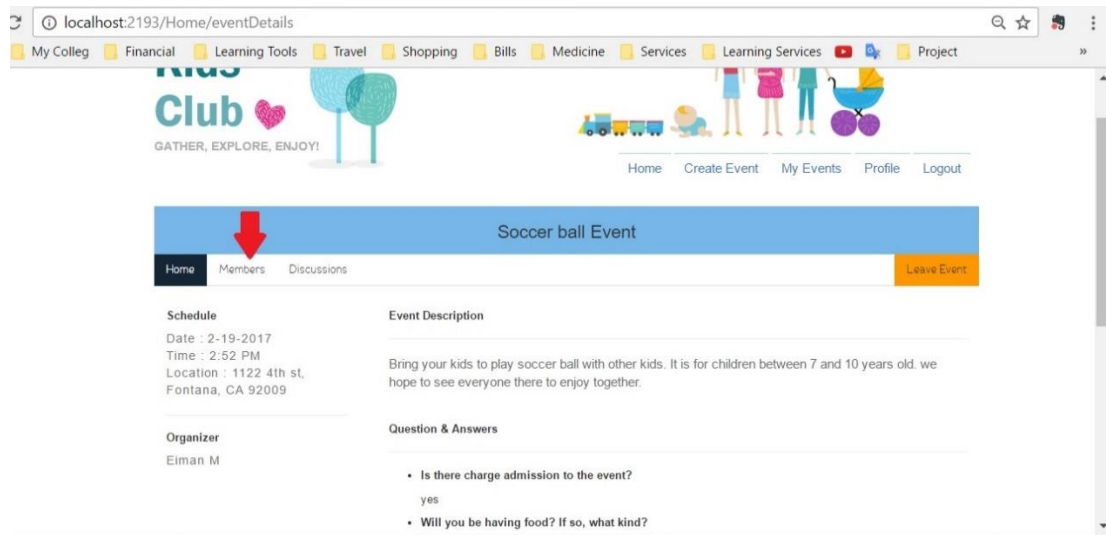 localhost:2193/Home/eventDetails
My Colleg Financial Learning Tools Travel Shopping Bills Medicine Services Learning Services Project »
Kids
Club
GATHER, EXPLORE, ENJOY!
Home Create Event My Events Profile Logout
Soccer ball Event
Home Members Discussions Leave Event
Schedule
Date : 2-19-2017
Time : 2:52 PM
Location : 1122 4th st,
Fontana, CA 92009
Organizer
Eiman M
Event Description
Bring your kids to play soccer ball with other kids. It is for children between 7 and 10 years old. we
hope to see everyone there to enjoy together.
Question & Answers
• Is there charge admission to the event?
yes
• Will you be having food? If so, what kind?